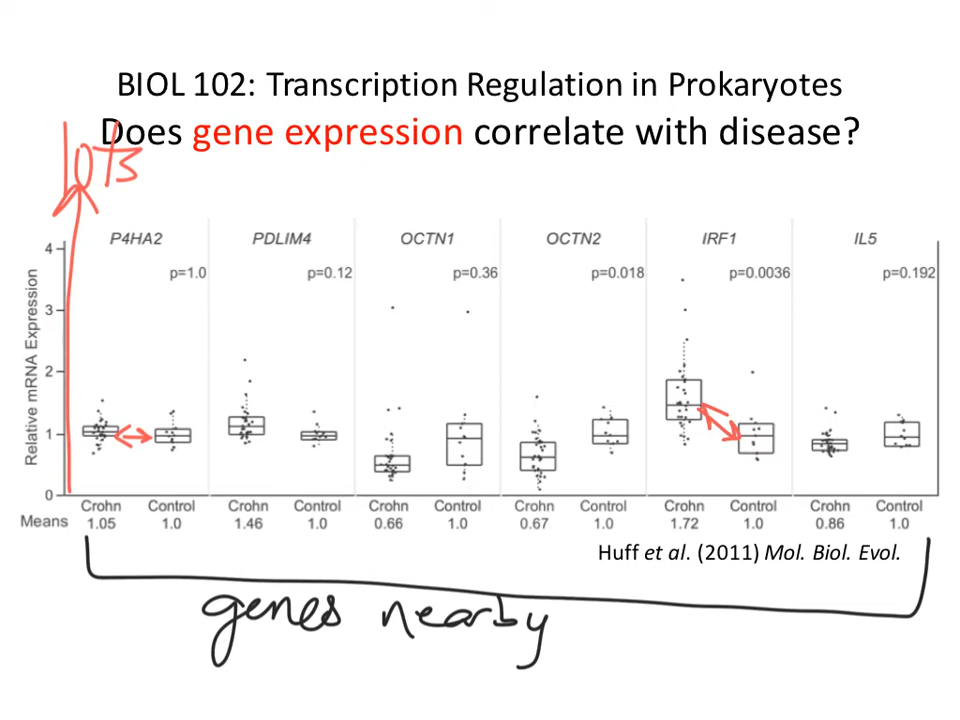 BIOL 102: Transcription Regulation in Prokaryotes
Does gene expression correlate with disease?
lots
P4HA2 PDLIM4 OCTN1 OCTN2 IRF1 IL5
p=1.0 p=0.12 p=0.36 p=0.018 p=0.0036 p=0.192
Relative mRNA Expression
4
3
2
1
0
Crohn Control Crohn Control Crohn Control Crohn Control Crohn Control Crohn Control
Means 1.05 1.0 1.46 1.0 0.66 1.0 0.67 1.0 1.72 1.0 0.86 1.0
Huff et al. (2011) Mol. Biol. Evol.
genes nearby